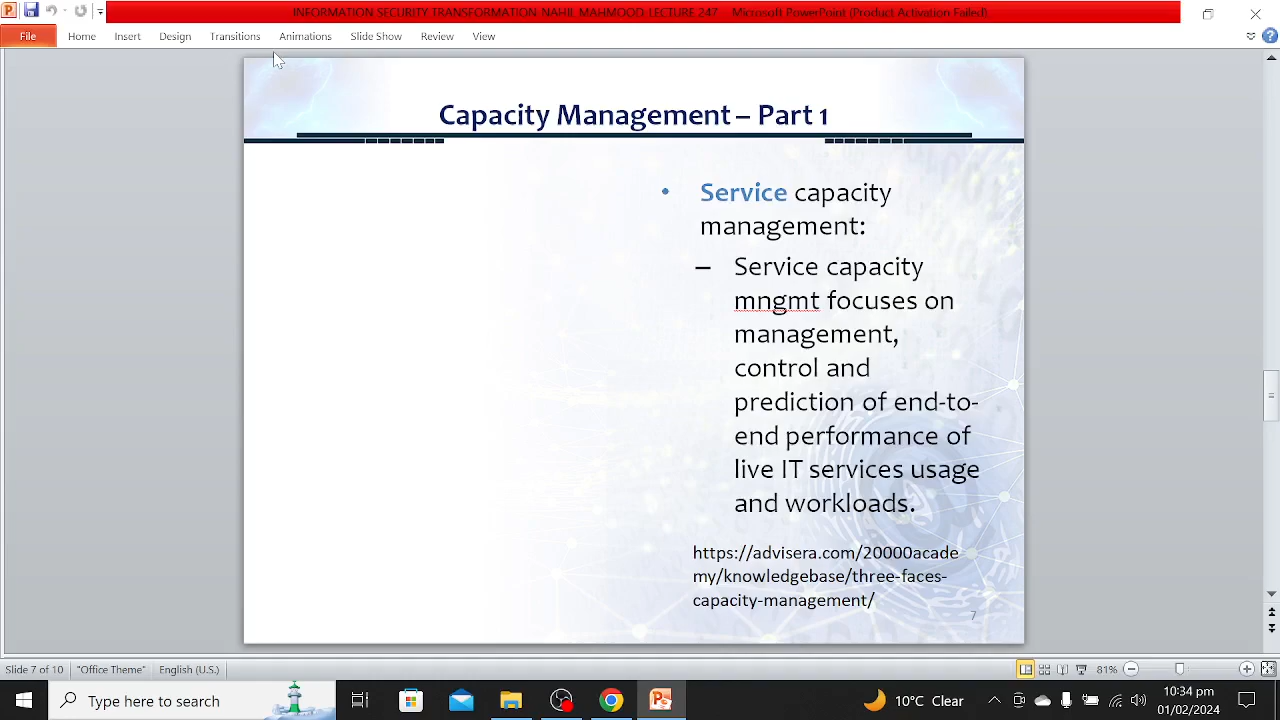 INFORMATION SECURITY TRANSFORMATION-NAHIL MAHMOOD-LECTURE 247 - Microsoft PowerPoint (Product Activation Failed)
File Home Insert Design Transitions Animations Slide Show Review View
Capacity Management – Part 1
• Service capacity
management:
– Service capacity
mngmt focuses on
management,
control and
prediction of end-to-
end performance of
live IT services usage
and workloads.
https://advisera.com/20000acade
my/knowledgebase/three-faces-
capacity-management/
7
Slide 7 of 10 "Office Theme" English (U.S.) 81%
Type here to search 10°C Clear 10:34 pm
01/02/2024